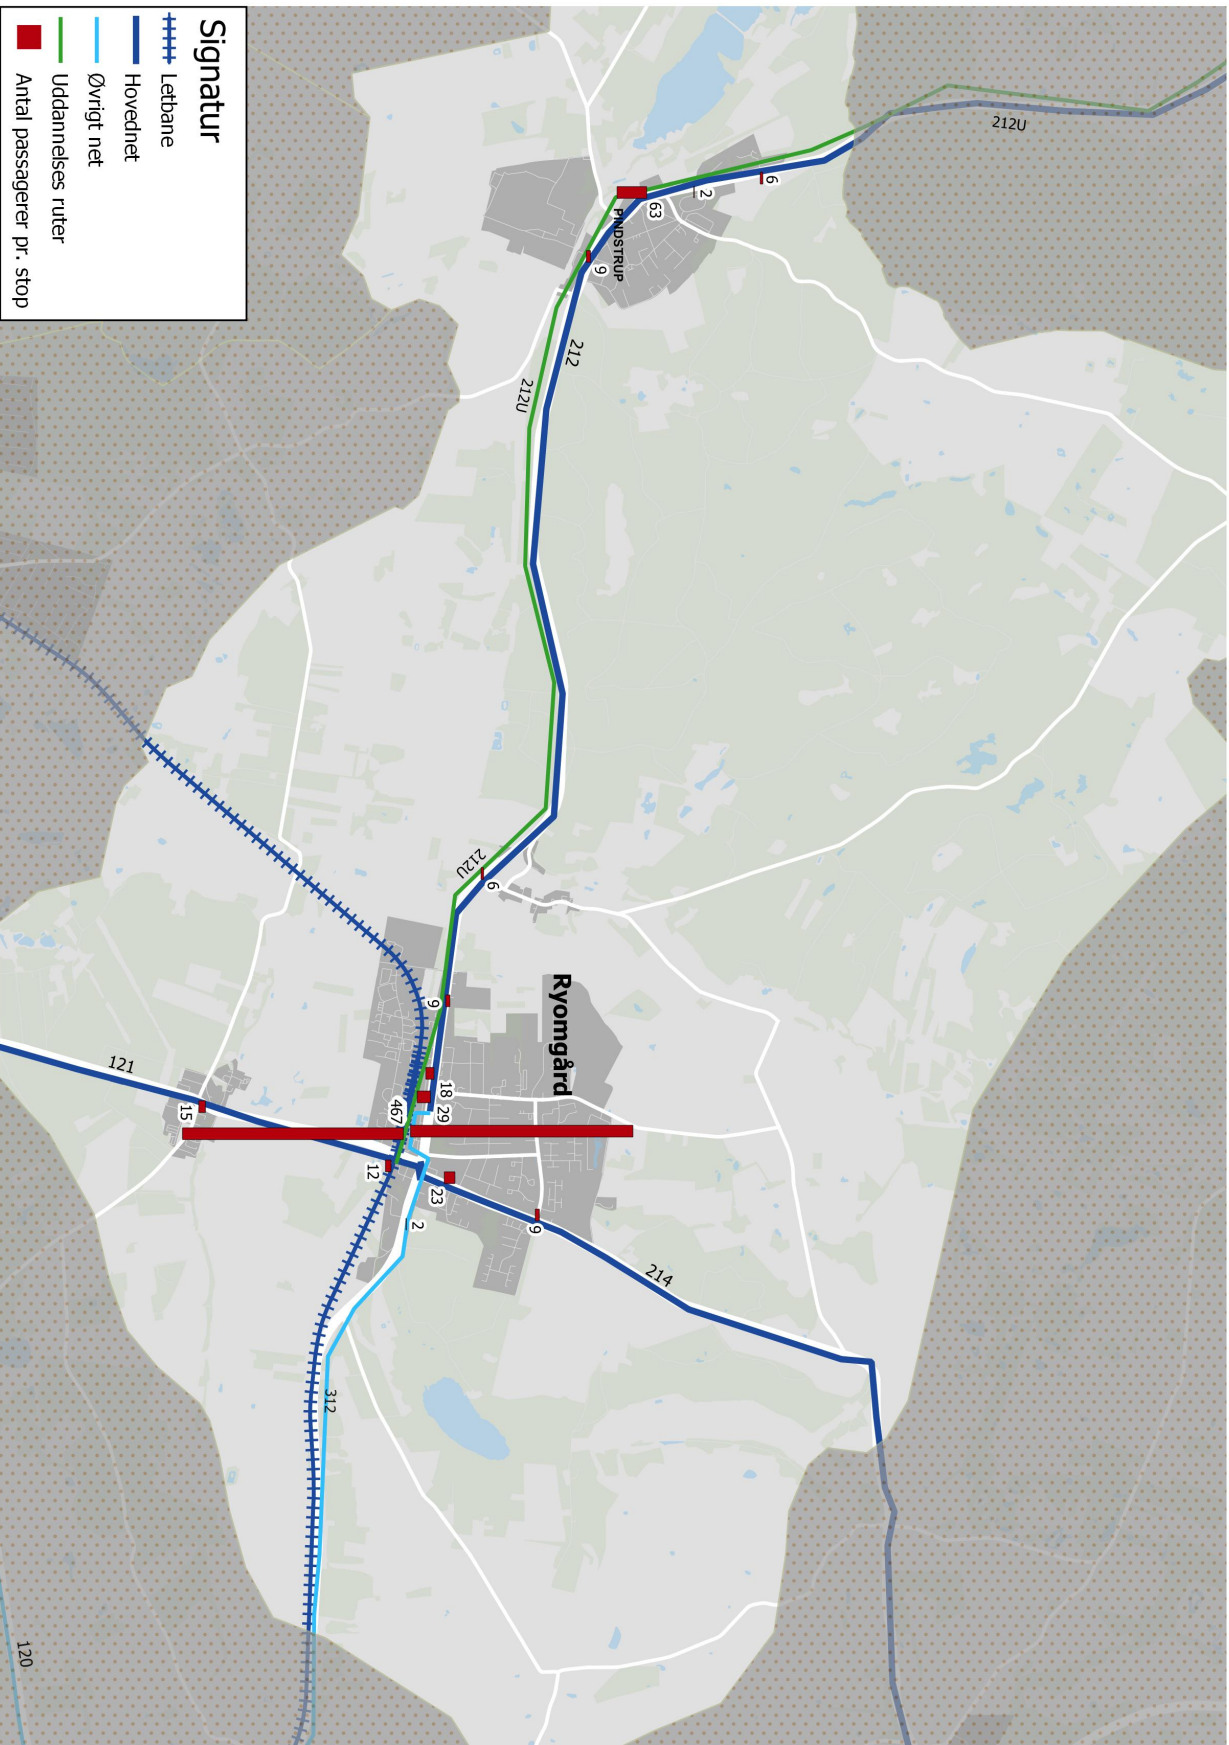 Signatur
Letbane
Hovednet
Øvrigt net
Uddannelses ruter
Antal passagerer pr. stop
212U
6
2
63
PINDSTRUP
9
212
212U
212U
6
Ryomgård
9
18
29
467
121
15
12
23
2
9
214
312
120